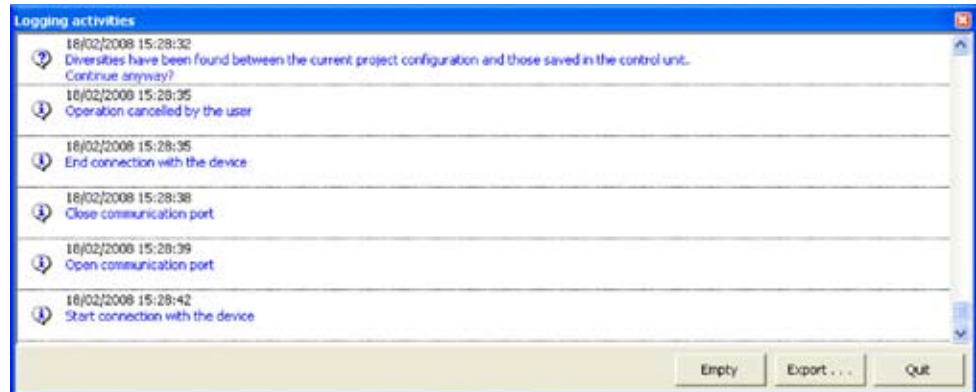 Logging activities
18/02/2008 15:28:32
Diversities have been found between the current project configuration and those saved in the control unit.
Continue anyway?
18/02/2008 15:28:35
Operation cancelled by the user
18/02/2008 15:28:35
End connection with the device
18/02/2008 15:28:38
Close communication port
18/02/2008 15:28:39
Open communication port
18/02/2008 15:28:42
Start connection with the device
Empty
Export . . .
Quit